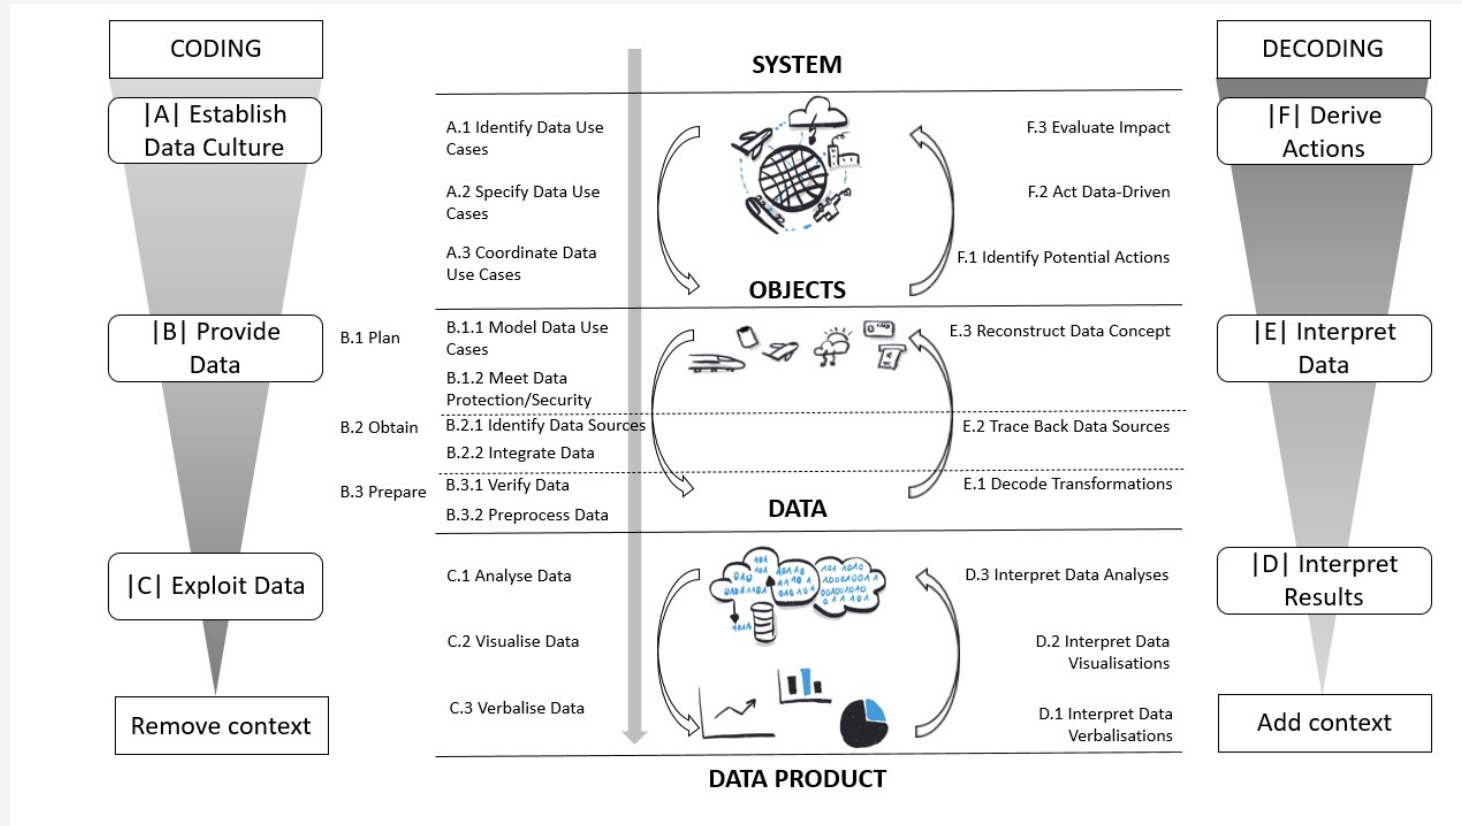 CODING
DECODING
SYSTEM
|A| Establish
Data Culture
A.1 Identify Data Use
Cases
A.2 Specify Data Use
Cases
A.3 Coordinate Data
Use Cases
F.3 Evaluate Impact
F.2 Act Data-Driven
F.1 Identify Potential Actions
|F| Derive
Actions
OBJECTS
|B| Provide
Data
B.1 Plan
B.1.1 Model Data Use
Cases
B.1.2 Meet Data
Protection/Security
B.2 Obtain
B.2.1 Identify Data Sources
B.2.2 Integrate Data
B.3 Prepare
B.3.1 Verify Data
B.3.2 Preprocess Data
E.3 Reconstruct Data Concept
E.2 Trace Back Data Sources
E.1 Decode Transformations
|E| Interpret
Data
DATA
|C| Exploit Data
C.1 Analyse Data
C.2 Visualise Data
C.3 Verbalise Data
D.3 Interpret Data Analyses
D.2 Interpret Data
Visualisations
D.1 Interpret Data
Verbalisations
|D| Interpret
Results
Remove context
Add context
DATA PRODUCT